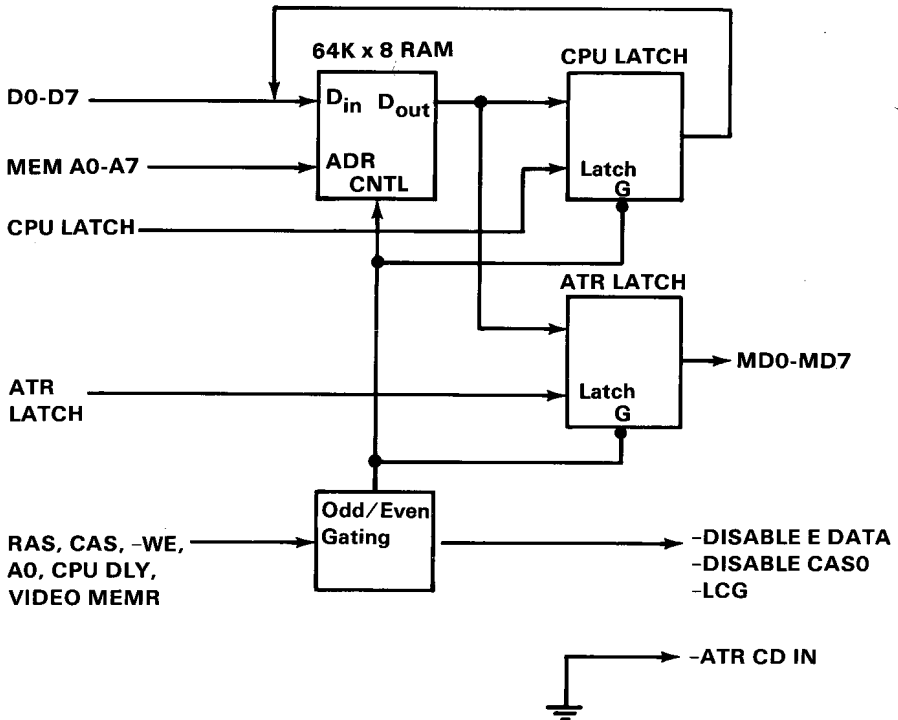 64K x 8 RAM
CPU LATCH
D0-D7
Din Dout
MEM A0-A7
ADR
CNTL
Latch
G
CPU LATCH
ATR LATCH
MD0-MD7
ATR
LATCH
Latch
G
Odd/Even
Gating
RAS, CAS, -WE,
A0, CPU DLY,
VIDEO MEMR
-DISABLE E DATA
-DISABLE CAS0
-LCG
-ATR CD IN